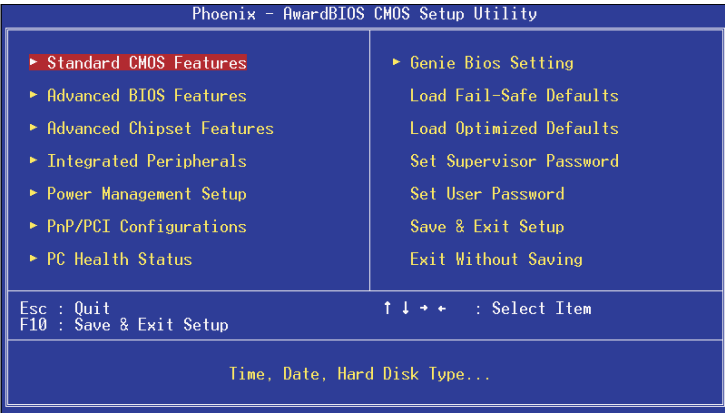 Phoenix - AwardBIOS CMOS Setup Utility
► Standard CMOS Features
► Advanced BIOS Features
► Advanced Chipset Features
► Integrated Peripherals
► Power Management Setup
► PnP/PCI Configurations
► PC Health Status
► Genie Bios Setting
Load Fail-Safe Defaults
Load Optimized Defaults
Set Supervisor Password
Set User Password
Save & Exit Setup
Exit Without Saving
Esc : Quit
F10 : Save & Exit Setup
↑ ↓ → ← : Select Item
Time, Date, Hard Disk Type...